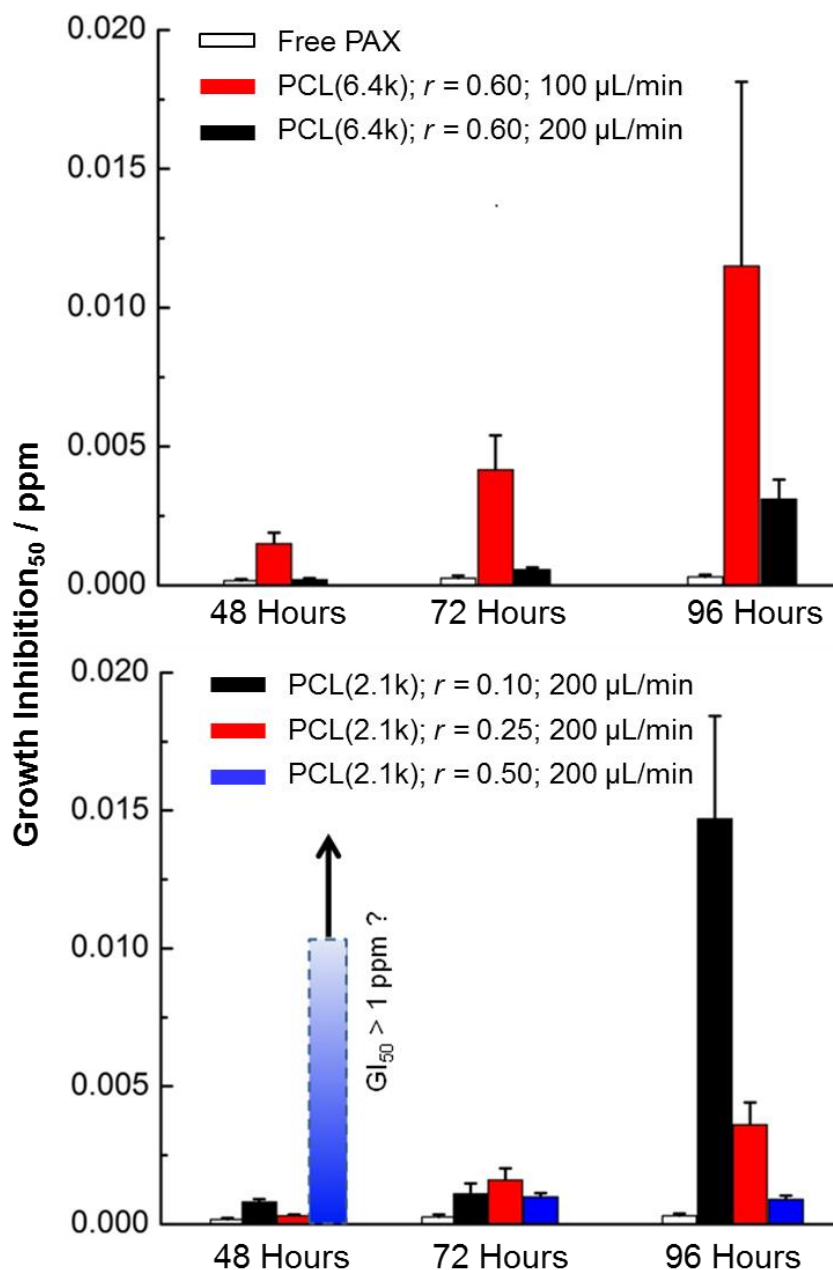 Growth Inhibition₅₀ / ppm
0.020
0.015
0.010
0.005
0.000
Free PAX
PCL(6.4k); r = 0.60; 100 µL/min
PCL(6.4k); r = 0.60; 200 µL/min
48 Hours 72 Hours 96 Hours
0.020
0.015
0.010
0.005
0.000
PCL(2.1k); r = 0.10; 200 µL/min
PCL(2.1k); r = 0.25; 200 µL/min
PCL(2.1k); r = 0.50; 200 µL/min
GI₅₀ > 1 ppm ?
48 Hours 72 Hours 96 Hours